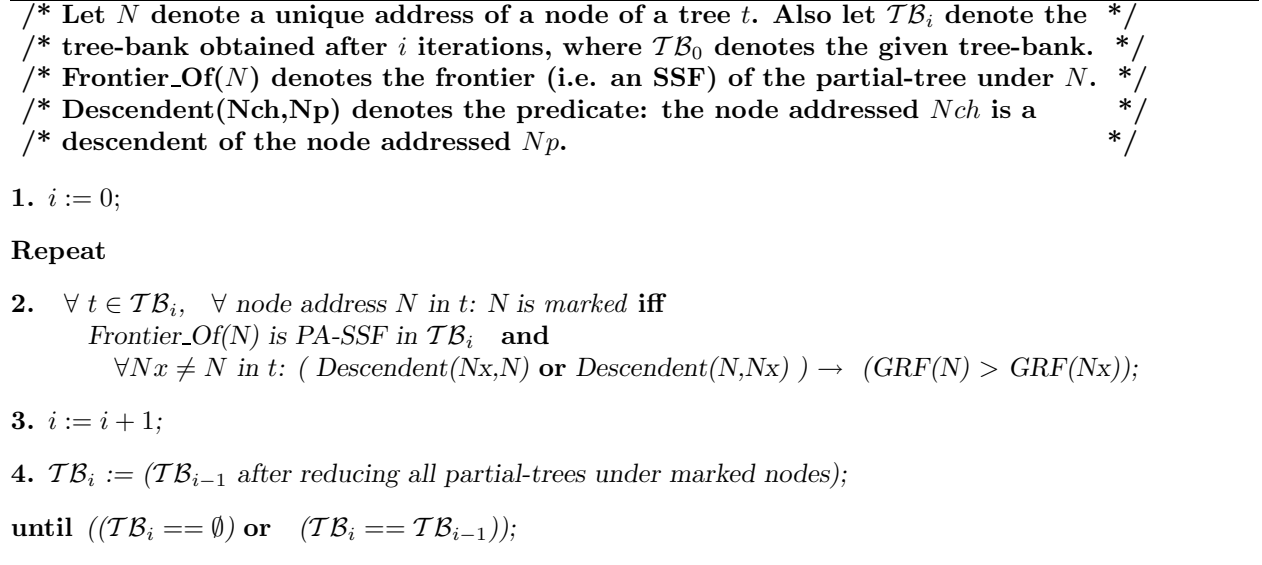 /* Let N denote a unique address of a node of a tree t. Also let 𝒯ℬ_i denote the */
/* tree-bank obtained after i iterations, where 𝒯ℬ_0 denotes the given tree-bank. */
/* Frontier_Of(N) denotes the frontier (i.e. an SSF) of the partial-tree under N. */
/* Descendent(Nch,Np) denotes the predicate: the node addressed Nch is a */
/* descendent of the node addressed Np. */
1. i := 0;
Repeat
2. ∀ t ∈ 𝒯ℬ_i, ∀ node address N in t: N is marked iff
Frontier_Of(N) is PA-SSF in 𝒯ℬ_i and
∀Nx ≠ N in t: ( Descendent(Nx,N) or Descendent(N,Nx) ) → (GRF(N) > GRF(Nx));
3. i := i + 1;
4. 𝒯ℬ_i := (𝒯ℬ_{i−1} after reducing all partial-trees under marked nodes);
until ((𝒯ℬ_i == ∅) or (𝒯ℬ_i == 𝒯ℬ_{i−1}));